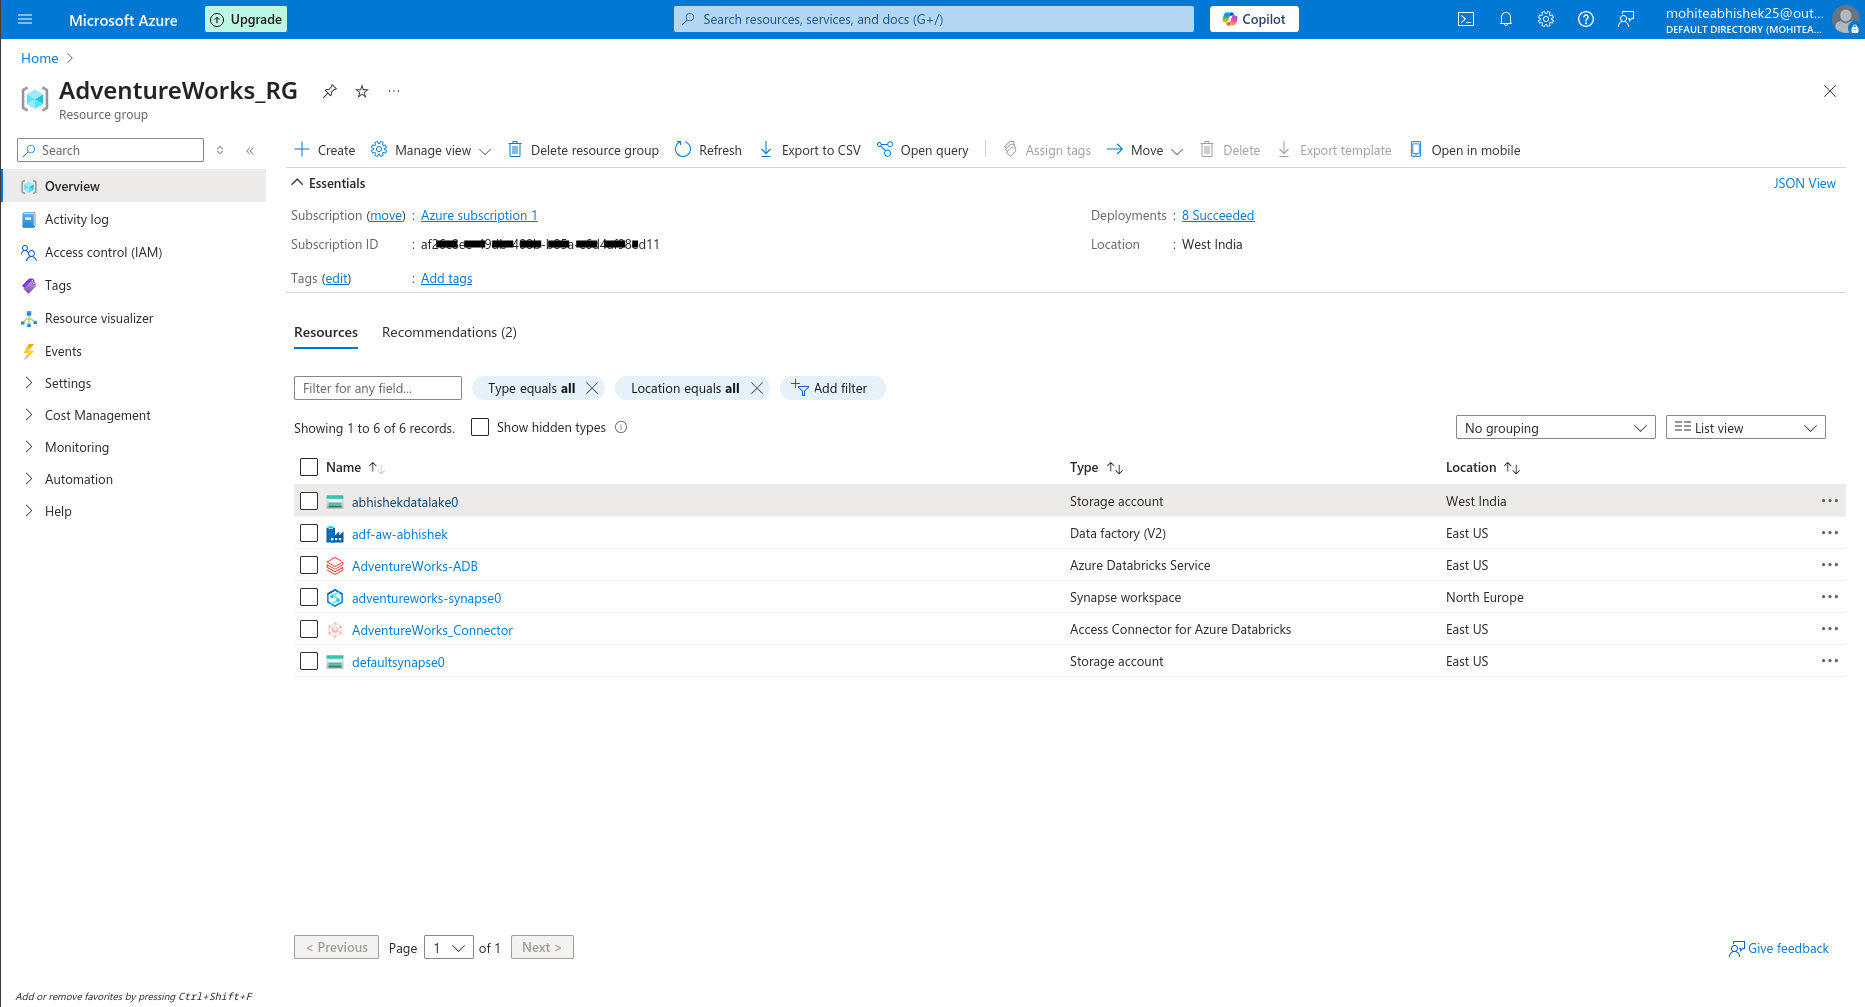 Microsoft Azure
Upgrade
Search resources, services, and docs (G+/)
Copilot
mohiteabhishek25@out...
DEFAULT DIRECTORY (MOHITEA...
Home
AdventureWorks_RG
Resource group
Search
Create
Manage view
Delete resource group
Refresh
Export to CSV
Open query
Assign tags
Move
Delete
Export template
Open in mobile
Overview
Activity log
Access control (IAM)
Tags
Resource visualizer
Events
Settings
Cost Management
Monitoring
Automation
Help
Essentials
JSON View
Subscription (move) : Azure subscription 1
Deployments : 8 Succeeded
Subscription ID :
Location : West India
Tags (edit) : Add tags
Resources
Recommendations (2)
Filter for any field...
Type equals all
Location equals all
Add filter
Showing 1 to 6 of 6 records.
Show hidden types
No grouping
List view
Name Type Location
abhishekdatalake0 Storage account West India
adf-aw-abhishek Data factory (V2) East US
AdventureWorks-ADB Azure Databricks Service East US
adventureworks-synapse0 Synapse workspace North Europe
AdventureWorks_Connector Access Connector for Azure Databricks East US
defaultsynapse0 Storage account East US
< Previous Page 1 of 1 Next >
Give feedback
Add or remove favorites by pressing Ctrl+Shift+F